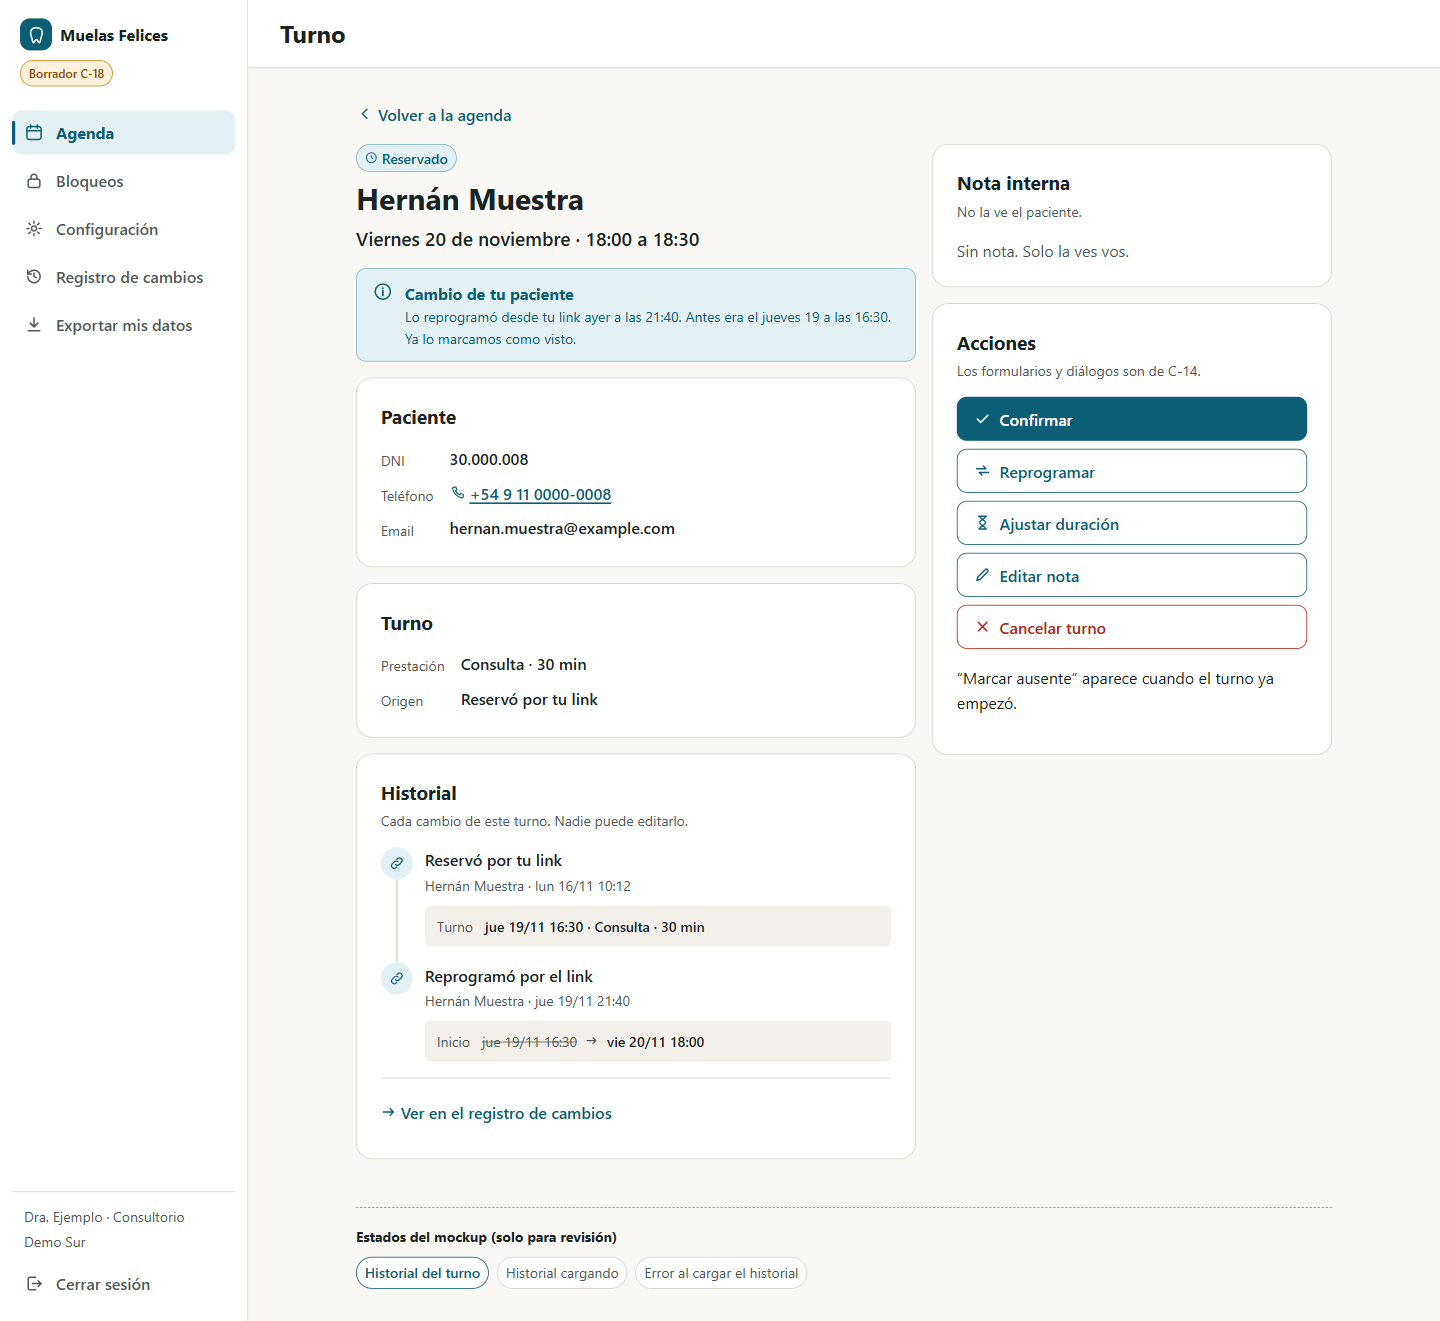 Muelas Felices
Borrador C-18
Agenda
Bloqueos
Configuración
Registro de cambios
Exportar mis datos
Dra. Ejemplo · Consultorio
Demo Sur
Cerrar sesión
Turno
Volver a la agenda
Reservado
Hernán Muestra
Viernes 20 de noviembre · 18:00 a 18:30
Cambio de tu paciente
Lo reprogramó desde tu link ayer a las 21:40. Antes era el jueves 19 a las 16:30.
Ya lo marcamos como visto.
Paciente
DNI 30.000.008
Teléfono +54 9 11 0000-0008
Email hernan.muestra@example.com
Turno
Prestación Consulta · 30 min
Origen Reservó por tu link
Historial
Cada cambio de este turno. Nadie puede editarlo.
Reservó por tu link
Hernán Muestra · lun 16/11 10:12
Turno jue 19/11 16:30 · Consulta · 30 min
Reprogramó por el link
Hernán Muestra · jue 19/11 21:40
Inicio jue 19/11 16:30 → vie 20/11 18:00
→ Ver en el registro de cambios
Nota interna
No la ve el paciente.
Sin nota. Solo la ves vos.
Acciones
Los formularios y diálogos son de C-14.
Confirmar
Reprogramar
Ajustar duración
Editar nota
Cancelar turno
“Marcar ausente” aparece cuando el turno ya
empezó.
Estados del mockup (solo para revisión)
Historial del turno
Historial cargando
Error al cargar el historial